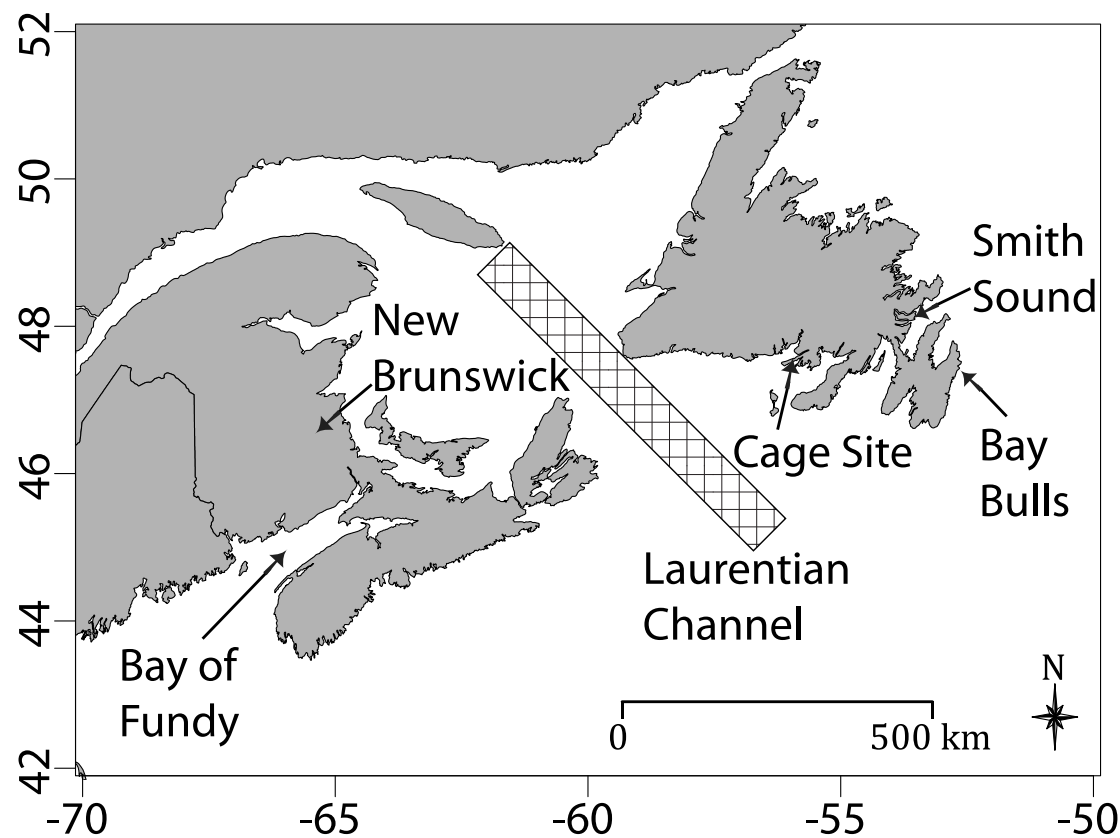 52
50
48
46
44
42
Smith
Sound
New
Brunswick
Cage Site
Bay
Bulls
Laurentian
Channel
Bay of
Fundy
N
0
500 km
-70
-65
-60
-55
-50